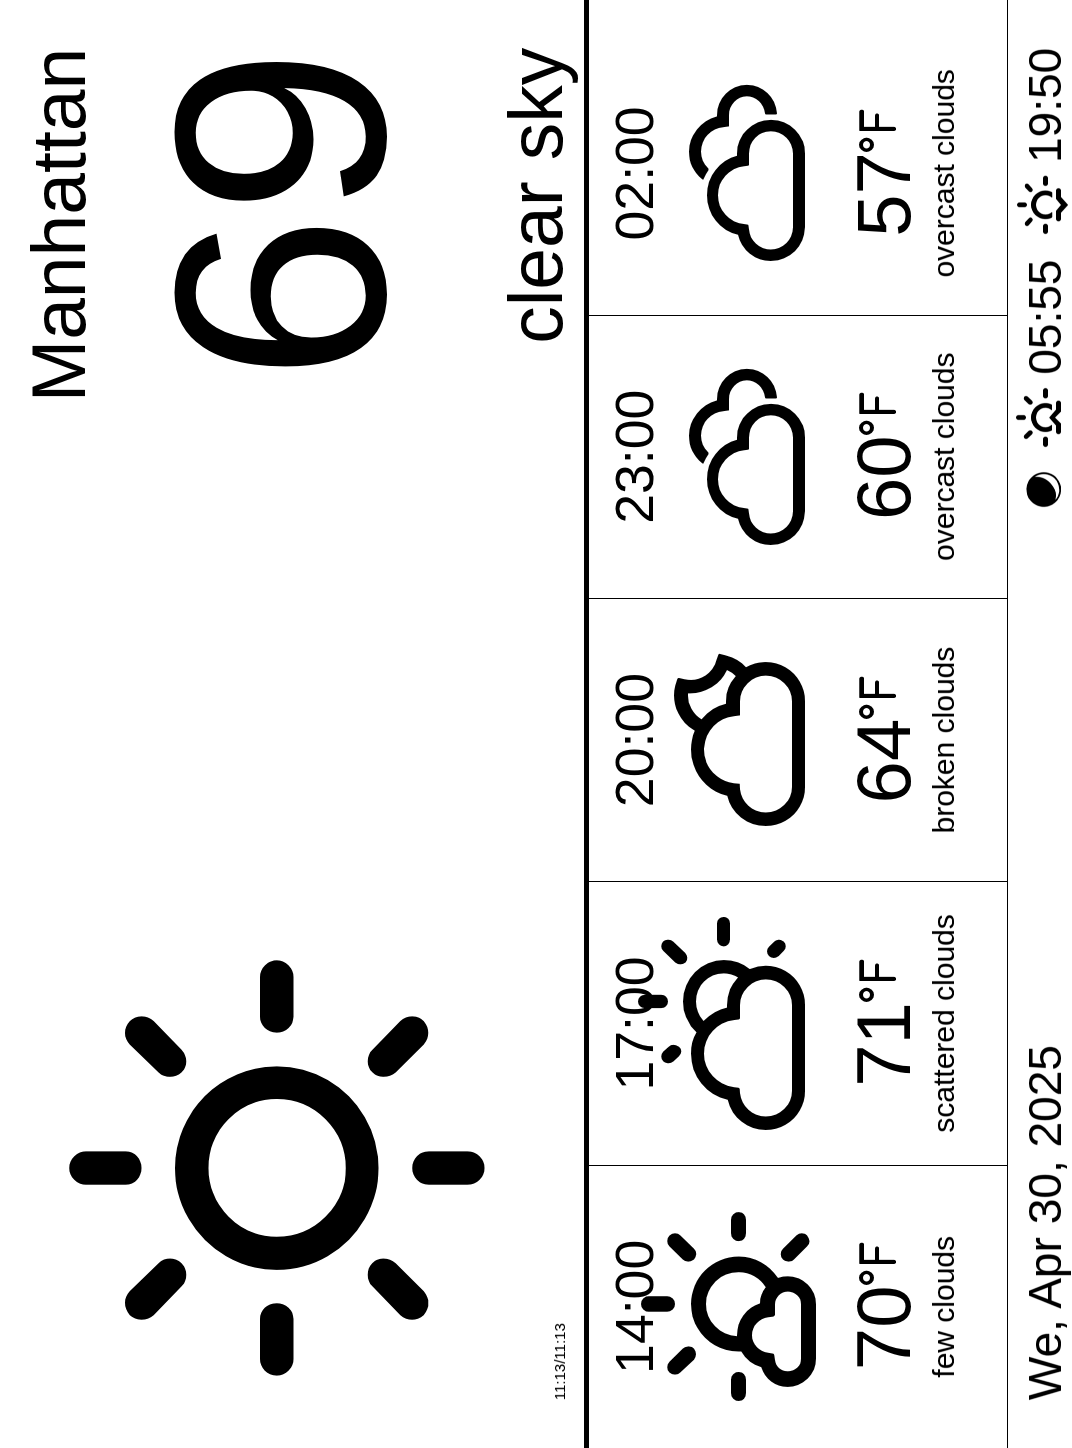 Manhattan
69
clear sky
11:13/11:13
14:00 17:00 20:00 23:00 02:00
70°F 71°F 64°F 60°F 57°F
few clouds scattered clouds broken clouds overcast clouds overcast clouds
We, Apr 30, 2025 05:55 19:50